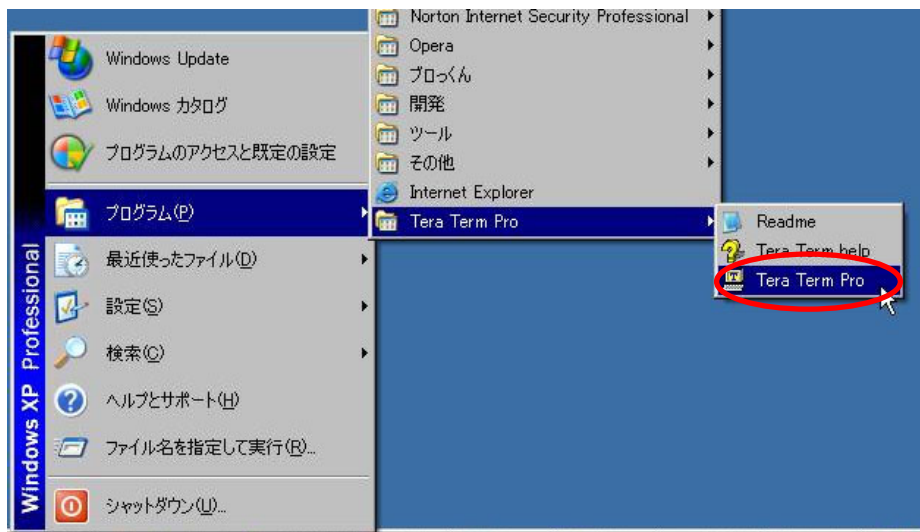 Windows Update
Windows カタログ
プログラムのアクセスと既定の設定
プログラム(P)
最近使ったファイル(D)
設定(S)
検索(C)
ヘルプとサポート(H)
ファイル名を指定して実行(R)...
シャットダウン(U)...
Windows XP Professional
Norton Internet Security Professional
Opera
ブロっくん
開発
ツール
その他
Internet Explorer
Tera Term Pro
Readme
Tera Term help
Tera Term Pro